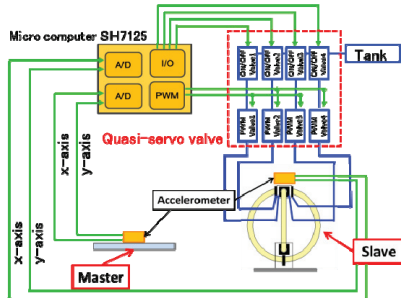 Micro computer SH7125
A/D
I/O
A/D
PWM
ON/OFF
Valve1
ON/OFF
Valve2
ON/OFF
Valve3
ON/OFF
Valve4
Tank
PWM
Valve1
PWM
Valve2
PWM
Valve3
PWM
Valve4
Quasi-servo valve
x-axis
y-axis
x-axis
y-axis
Accelerometer
Master
Slave